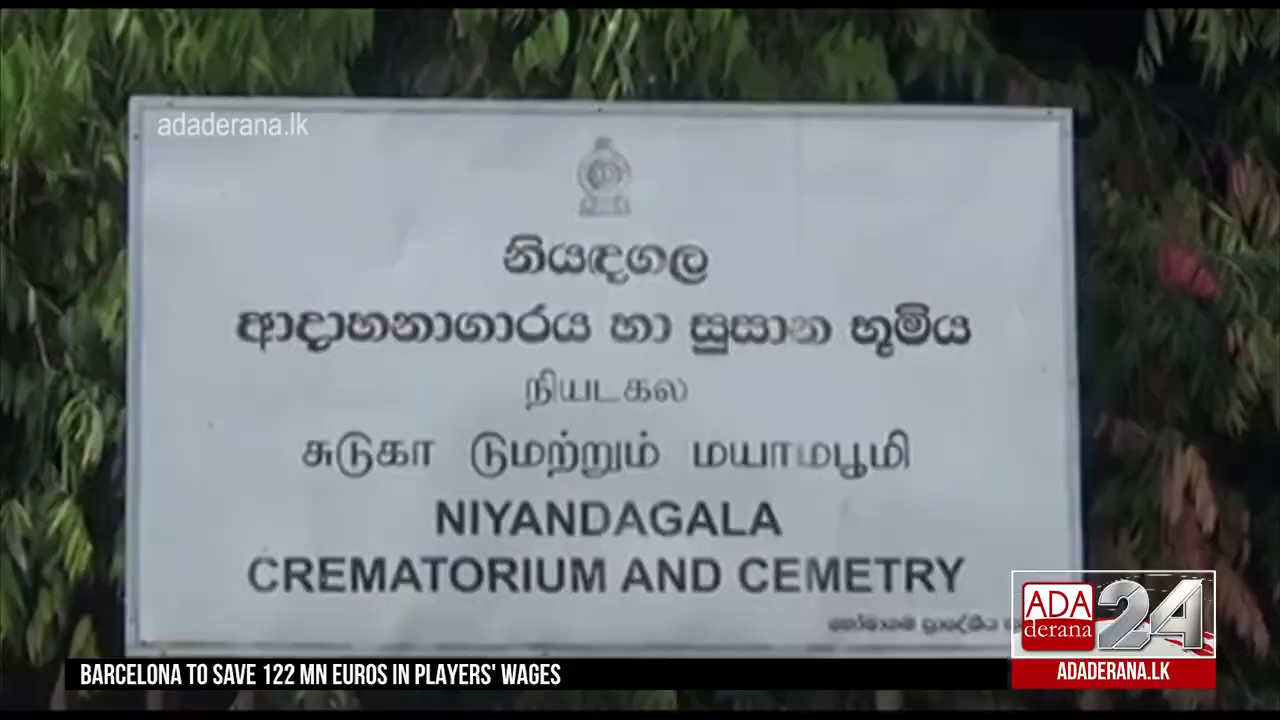 adaderana.lk
නියඳගල
ආදාහනාගාරය හා සුසාන භූමිය
நியடகல
சுடுகா டுமற்றும் மயாமபூமி
NIYANDAGALA
CREMATORIUM AND CEMETRY
හෝමාගම ප්‍රාදේශීය
ADA
derana
24
ADADERANA.LK
BARCELONA TO SAVE 122 MN EUROS IN PLAYERS' WAGES